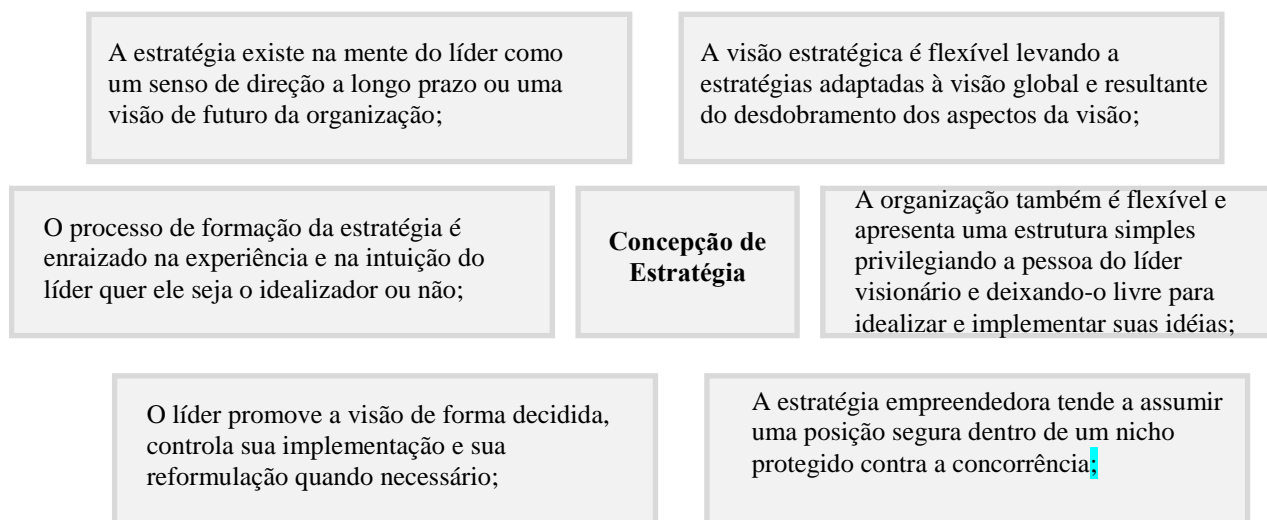 A estratégia existe na mente do líder como
um senso de direção a longo prazo ou uma
visão de futuro da organização;
A visão estratégica é flexível levando a
estratégias adaptadas à visão global e resultante
do desdobramento dos aspectos da visão;
O processo de formação da estratégia é
enraizado na experiência e na intuição do
líder quer ele seja o idealizador ou não;
Concepção de
Estratégia
A organização também é flexível e
apresenta uma estrutura simples
privilegiando a pessoa do líder
visionário e deixando-o livre para
idealizar e implementar suas idéias;
O líder promove a visão de forma decidida,
controla sua implementação e sua
reformulação quando necessário;
A estratégia empreendedora tende a assumir
uma posição segura dentro de um nicho
protegido contra a concorrência;